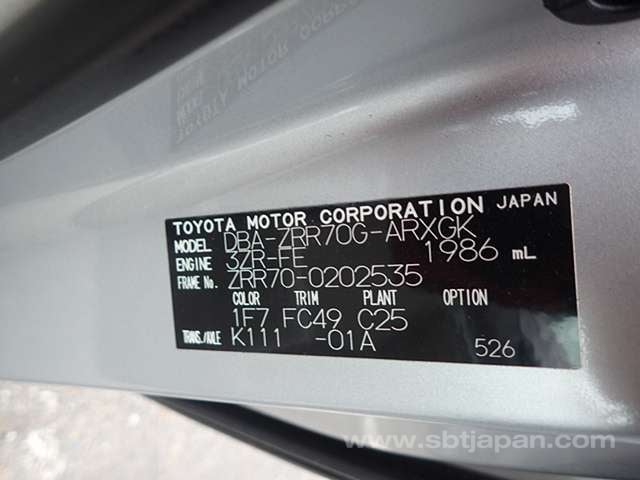 TOYOTA MOTOR CORPORATION JAPAN
MODEL DBA-ZRR70G-ARXGK
ENGINE 3ZR-FE 1986 mL
FRAME No. ZRR70-0202535
COLOR TRIM PLANT OPTION
1F7 FC49 C25
TRANS./AXLE K111 -01A 526
www.sbtjapan.com